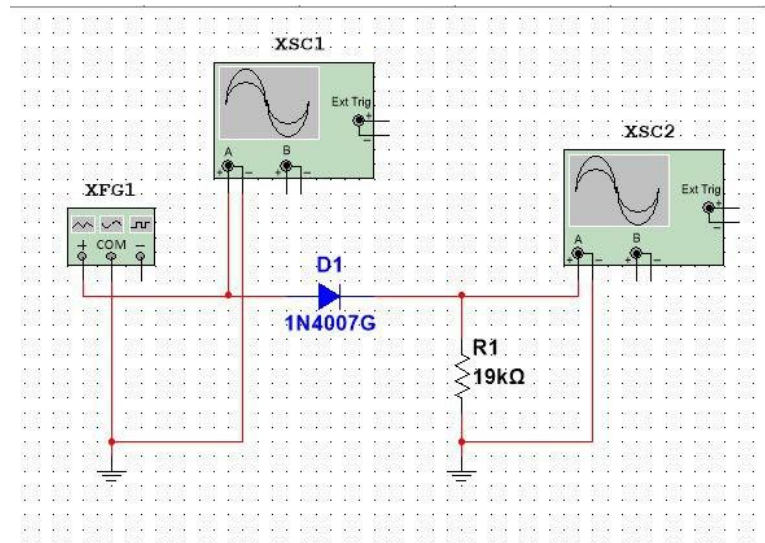 XSC1
Ext Trig
+
−
A
B
+ − + −
XSC2
Ext Trig
+
−
A
B
+ − + −
XFG1
+ COM −
D1
1N4007G
R1
19kΩ